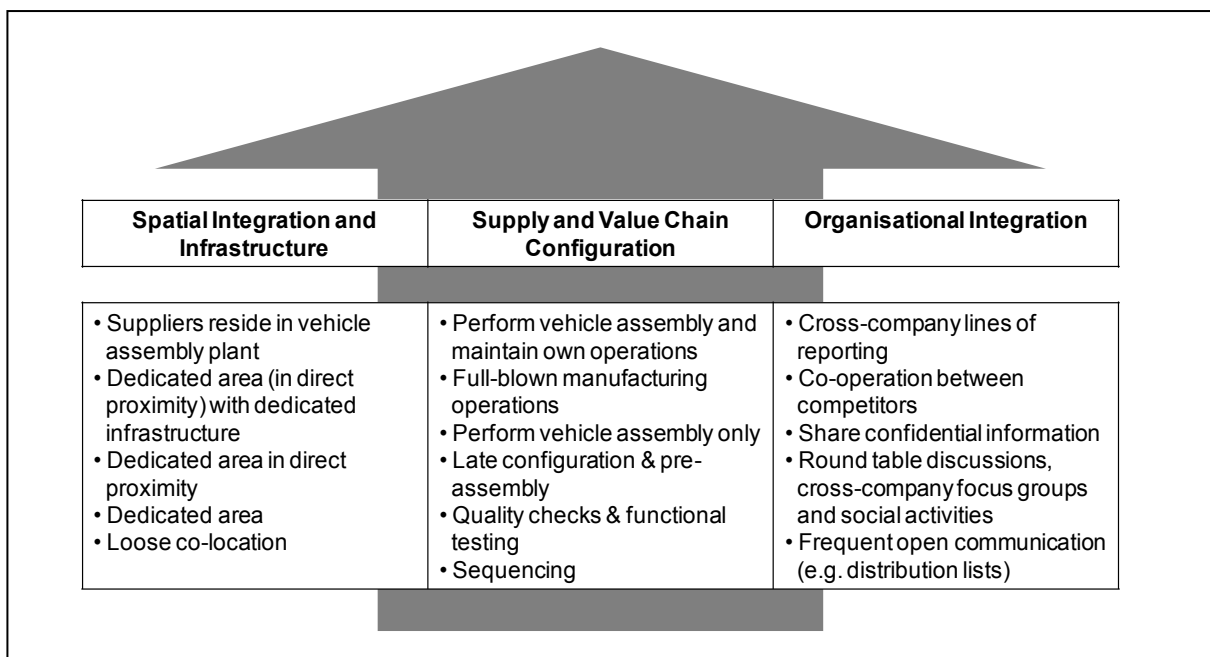 Spatial Integration and
Infrastructure
Supply and Value Chain
Configuration
Organisational Integration
• Suppliers reside in vehicle
assembly plant
• Dedicated area (in direct
proximity) with dedicated
infrastructure
• Dedicated area in direct
proximity
• Dedicated area
• Loose co-location
• Perform vehicle assembly and
maintain own operations
• Full-blown manufacturing
operations
• Perform vehicle assembly only
• Late configuration & pre-
assembly
• Quality checks & functional
testing
• Sequencing
• Cross-company lines of
reporting
• Co-operation between
competitors
• Share confidential information
• Round table discussions,
cross-company focus groups
and social activities
• Frequent open communication
(e.g. distribution lists)